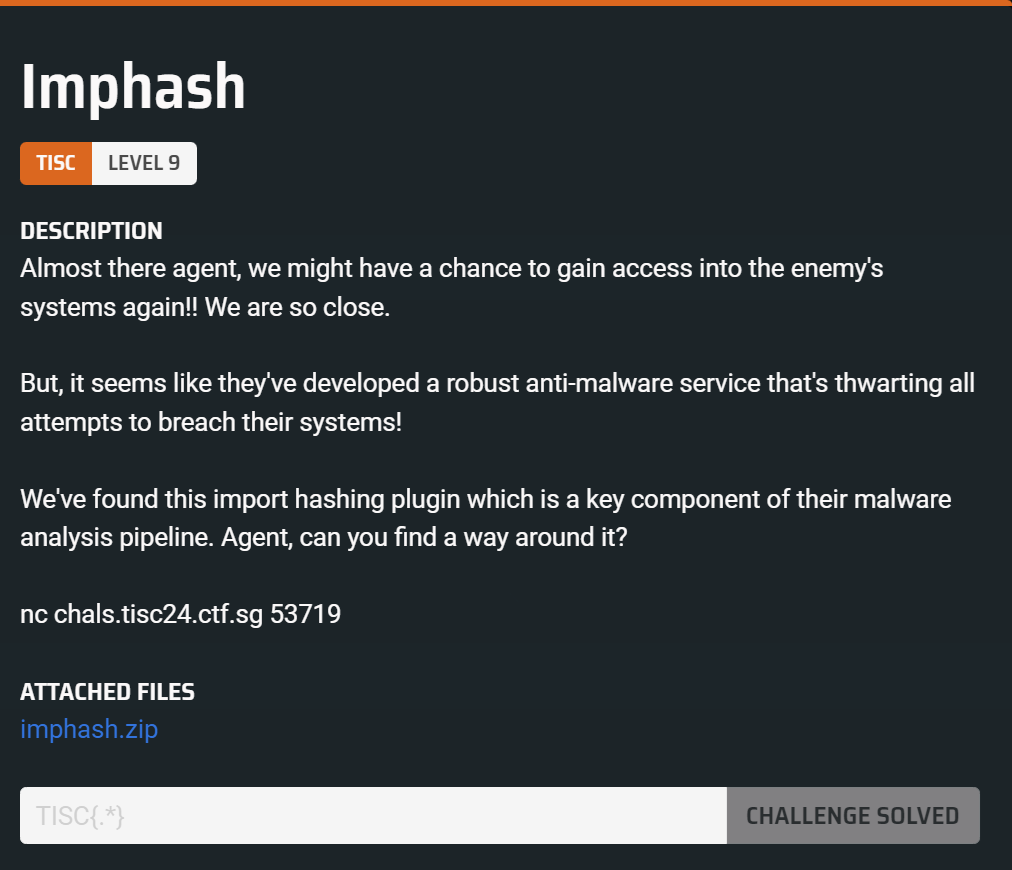 Imphash
TISC LEVEL 9
DESCRIPTION
Almost there agent, we might have a chance to gain access into the enemy's
systems again!! We are so close.
But, it seems like they've developed a robust anti-malware service that's thwarting all
attempts to breach their systems!
We've found this import hashing plugin which is a key component of their malware
analysis pipeline. Agent, can you find a way around it?
nc chals.tisc24.ctf.sg 53719
ATTACHED FILES
imphash.zip
TISC{.*} CHALLENGE SOLVED